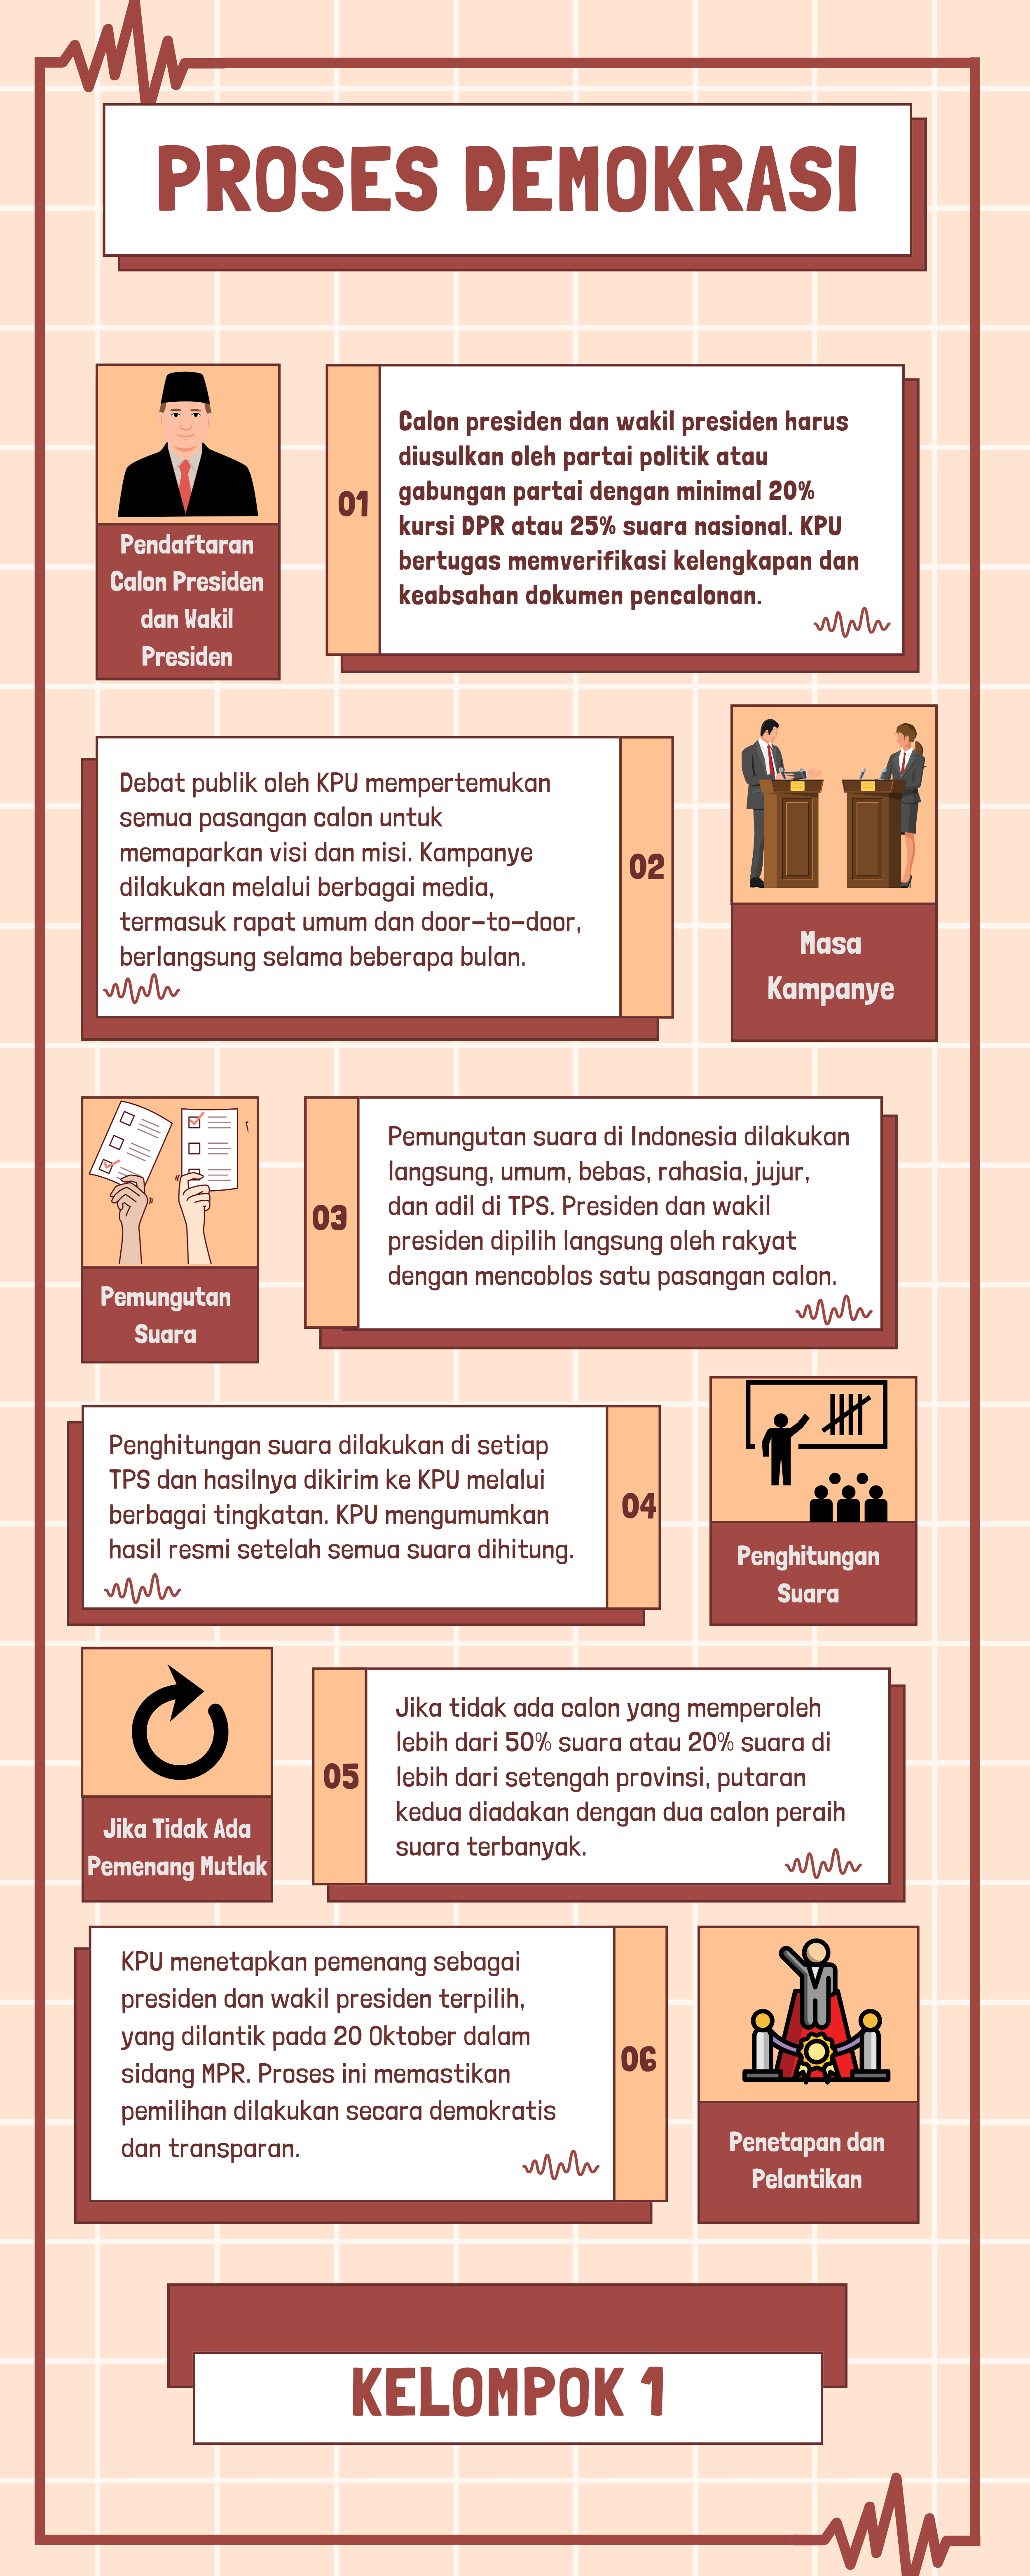 PROSES DEMOKRASI
Pendaftaran
Calon Presiden
dan Wakil
Presiden
01
Calon presiden dan wakil presiden harus
diusulkan oleh partai politik atau
gabungan partai dengan minimal 20%
kursi DPR atau 25% suara nasional. KPU
bertugas memverifikasi kelengkapan dan
keabsahan dokumen pencalonan.
Debat publik oleh KPU mempertemukan
semua pasangan calon untuk
memaparkan visi dan misi. Kampanye
dilakukan melalui berbagai media,
termasuk rapat umum dan door-to-door,
berlangsung selama beberapa bulan.
02
Masa
Kampanye
Pemungutan
Suara
03
Pemungutan suara di Indonesia dilakukan
langsung, umum, bebas, rahasia, jujur,
dan adil di TPS. Presiden dan wakil
presiden dipilih langsung oleh rakyat
dengan mencoblos satu pasangan calon.
Penghitungan suara dilakukan di setiap
TPS dan hasilnya dikirim ke KPU melalui
berbagai tingkatan. KPU mengumumkan
hasil resmi setelah semua suara dihitung.
04
Penghitungan
Suara
Jika Tidak Ada
Pemenang Mutlak
05
Jika tidak ada calon yang memperoleh
lebih dari 50% suara atau 20% suara di
lebih dari setengah provinsi, putaran
kedua diadakan dengan dua calon peraih
suara terbanyak.
KPU menetapkan pemenang sebagai
presiden dan wakil presiden terpilih,
yang dilantik pada 20 Oktober dalam
sidang MPR. Proses ini memastikan
pemilihan dilakukan secara demokratis
dan transparan.
06
Penetapan dan
Pelantikan
KELOMPOK 1